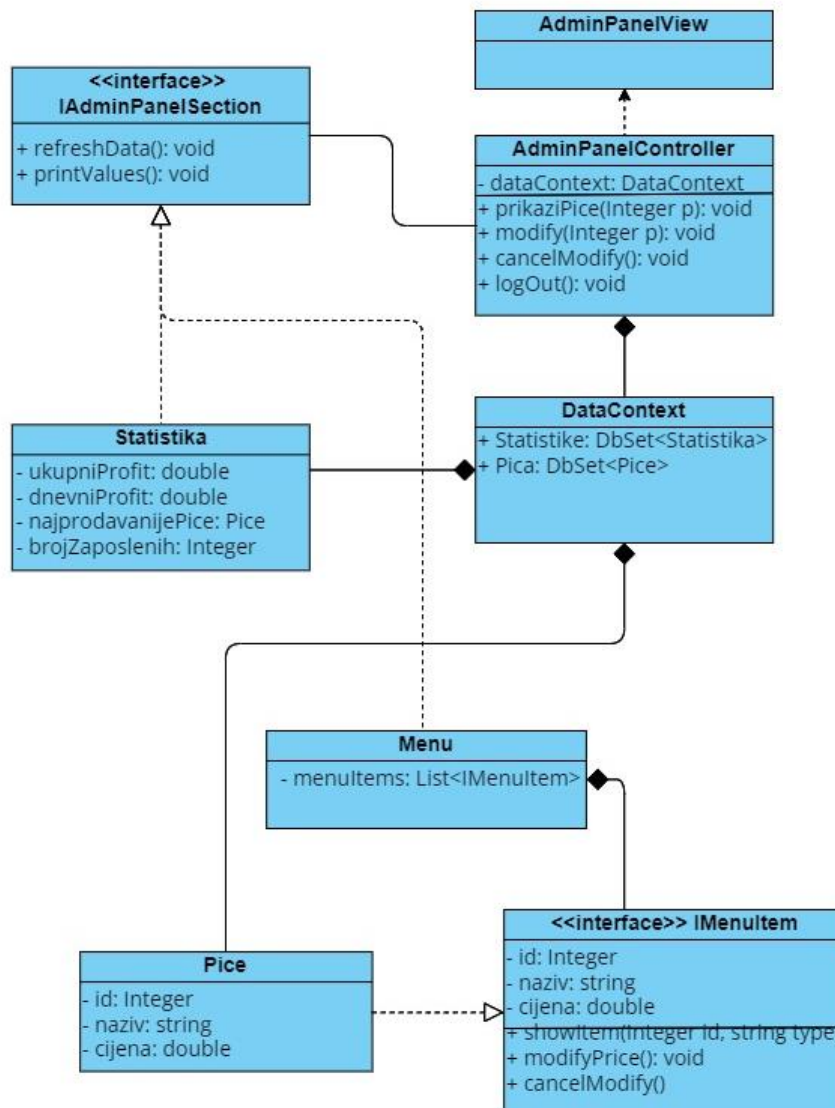 AdminPanelView
<<interface>>
IAdminPanelSection
+ refreshData(): void
+ printValues(): void
AdminPanelController
- dataContext: DataContext
+ prikaziPice(Integer p): void
+ modify(Integer p): void
+ cancelModify(): void
+ logOut(): void
Statistika
- ukupniProfit: double
- dnevniProfit: double
- najprodavanijePice: Pice
- brojZaposlenih: Integer
DataContext
+ Statistike: DbSet<Statistika>
+ Pica: DbSet<Pice>
Menu
- menuItems: List<IMenuItem>
Pice
- id: Integer
- naziv: string
- cijena: double
<<interface>> IMenuItem
- id: Integer
- naziv: string
- cijena: double
+ showItem(Integer id, String type
+ modifyPrice(): void
+ cancelModify()